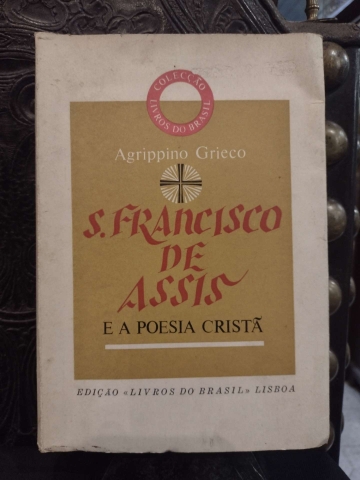 COLECÇÃO
LIVROS DO BRASIL
Agrippino Grieco
S. FRANCISCO
DE
ASSIS
E A POESIA CRISTÃ
EDIÇÃO «LIVROS DO BRASIL» LISBOA